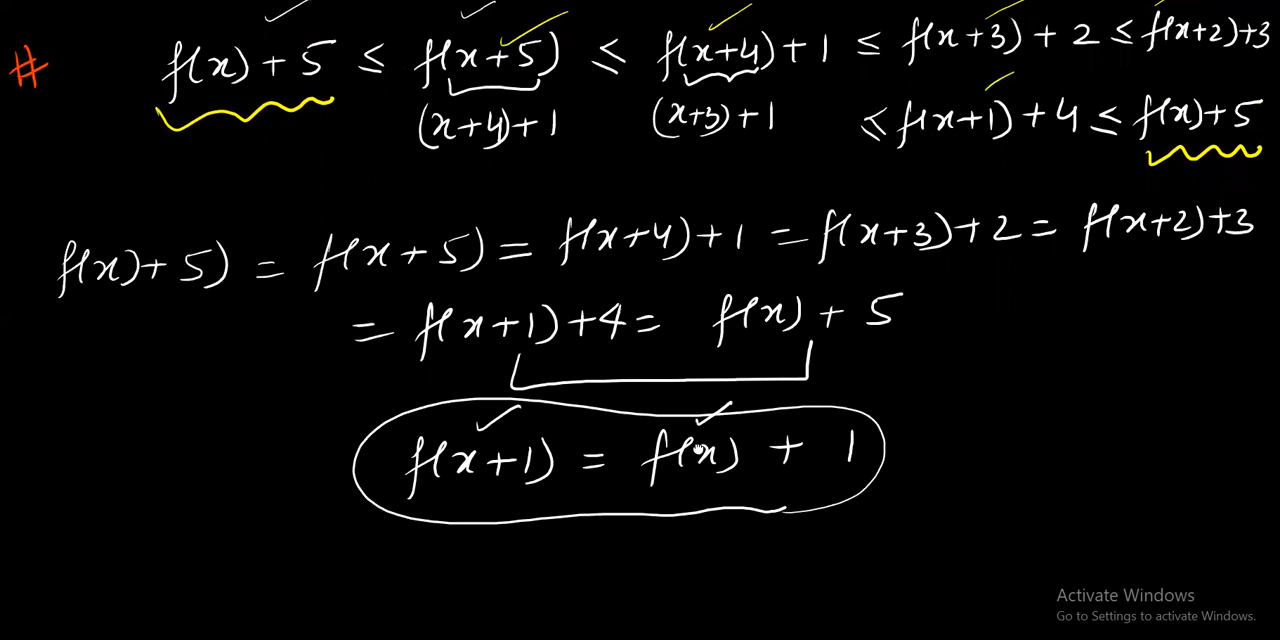 # f(x) + 5 ≤ f(x+5) ≤ f(x+4) + 1 ≤ f(x+3) + 2 ≤ f(x+2)+3
(x+4)+1 (x+3)+1 ≤ f(x+1) + 4 ≤ f(x)+5
f(x)+5) = f(x+5) = f(x+4)+1 = f(x+3)+2 = f(x+2)+3
= f(x+1)+4 = f(x) + 5
f(x+1) = f(x) + 1
Activate Windows
Go to Settings to activate Windows.